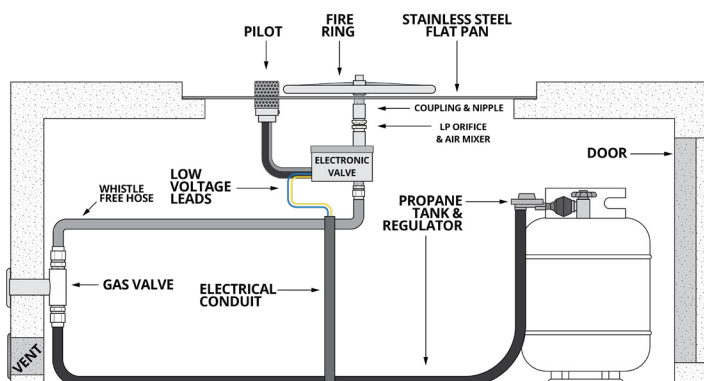 PILOT
FIRE
RING
STAINLESS STEEL
FLAT PAN
COUPLING & NIPPLE
LP ORIFICE
& AIR MIXER
ELECTRONIC
VALVE
DOOR
LOW
VOLTAGE
LEADS
WHISTLE
FREE HOSE
PROPANE
TANK &
REGULATOR
GAS VALVE
ELECTRICAL
CONDUIT
VENT